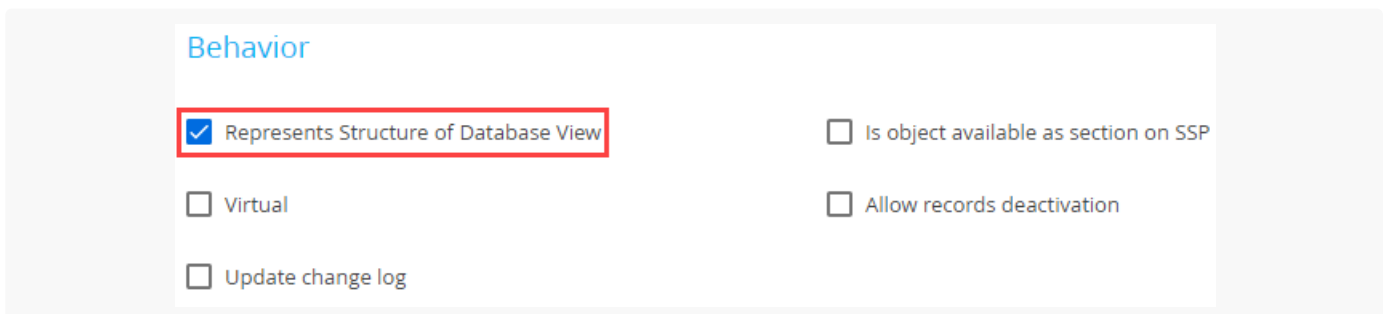 Behavior
Represents Structure of Database View
Is object available as section on SSP
Virtual
Allow records deactivation
Update change log